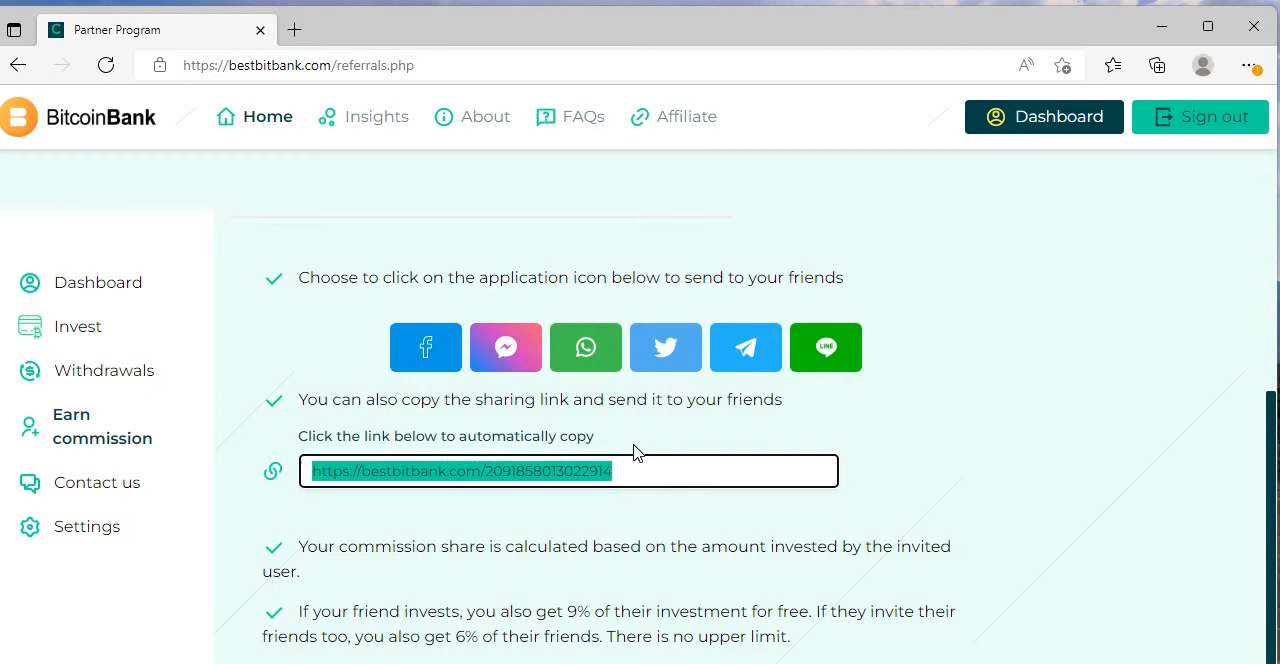 Partner Program
https://bestbitbank.com/referrals.php
BitcoinBank
Home
Insights
About
FAQs
Affiliate
Dashboard
Sign out
Dashboard
Invest
Withdrawals
Earn
commission
Contact us
Settings
Choose to click on the application icon below to send to your friends
LINE
You can also copy the sharing link and send it to your friends
Click the link below to automatically copy
https://bestbitbank.com/2091858013022914
Your commission share is calculated based on the amount invested by the invited
user.
If your friend invests, you also get 9% of their investment for free. If they invite their
friends too, you also get 6% of their friends. There is no upper limit.